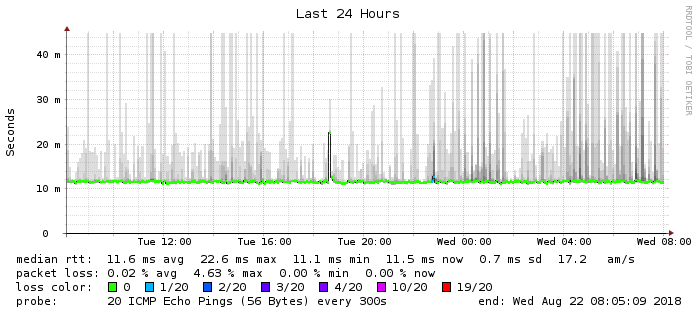 Last 24 Hours
RRDTOOL / TOBI OETIKER
Seconds
40 m
30 m
20 m
10 m
0
Tue 12:00 Tue 16:00 Tue 20:00 Wed 00:00 Wed 04:00 Wed 08:00
median rtt: 11.6 ms avg 22.6 ms max 11.1 ms min 11.5 ms now 0.7 ms sd 17.2 am/s
packet loss: 0.02 % avg 4.63 % max 0.00 % min 0.00 % now
loss color: 0 1/20 2/20 3/20 4/20 10/20 19/20
probe: 20 ICMP Echo Pings (56 Bytes) every 300s end: Wed Aug 22 08:05:09 2018